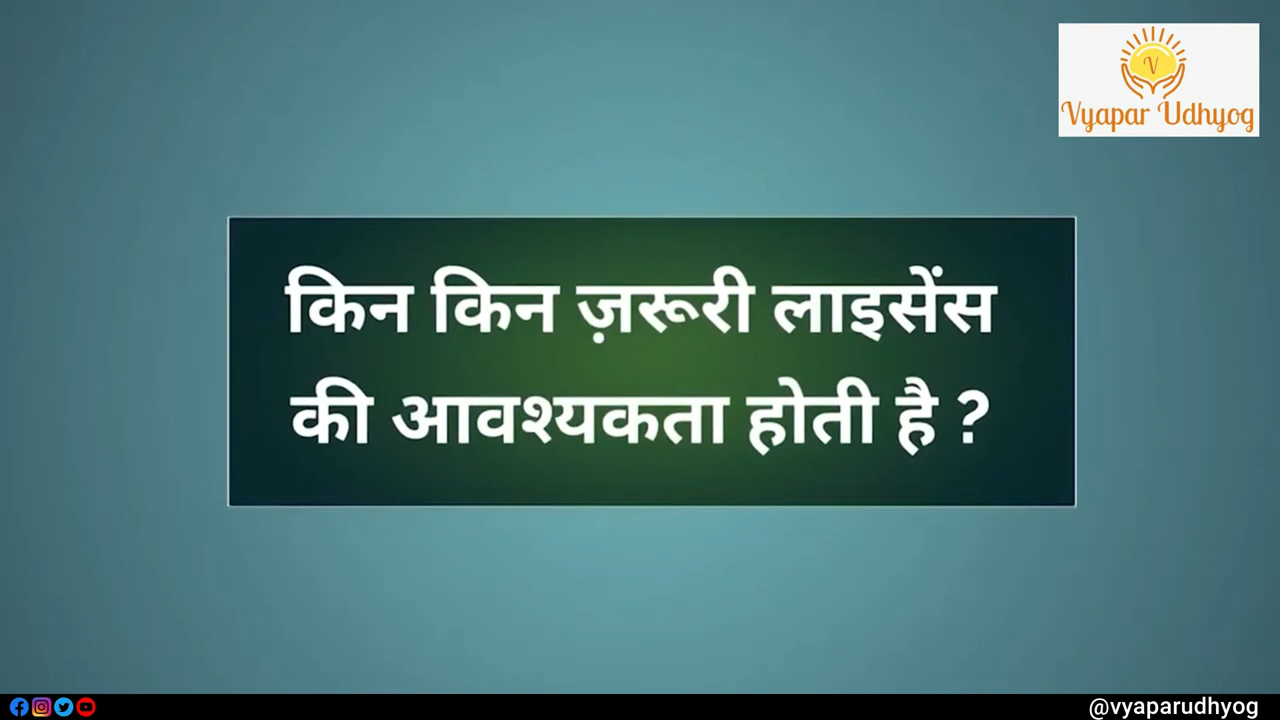 V
Vyapar Udhyog
किन किन ज़रूरी लाइसेंस
की आवश्यकता होती है ?
@vyaparudhyog